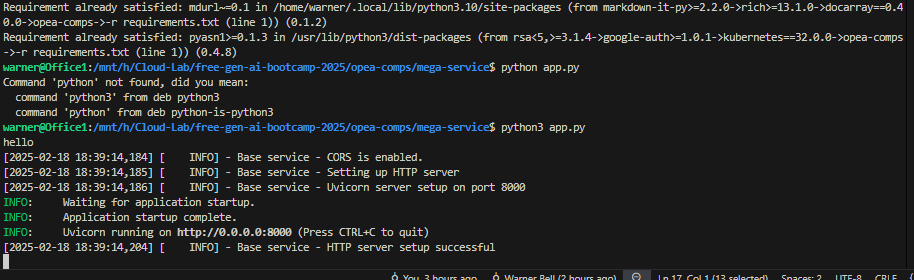 Requirement already satisfied: mdurl~=0.1 in /home/warner/.local/lib/python3.10/site-packages (from markdown-it-py>=2.2.0->rich>=13.1.0->docarray==0.4
0.0->opea-comps->-r requirements.txt (line 1)) (0.1.2)
Requirement already satisfied: pyasn1>=0.1.3 in /usr/lib/python3/dist-packages (from rsa<5,>=3.1.4->google-auth>=1.0.1->kubernetes==32.0.0->opea-comps
->-r requirements.txt (line 1)) (0.4.8)
warner@Office1:/mnt/h/Cloud-Lab/free-gen-ai-bootcamp-2025/opea-comps/mega-service$ python app.py
Command 'python' not found, did you mean:
  command 'python3' from deb python3
  command 'python' from deb python-is-python3
warner@Office1:/mnt/h/Cloud-Lab/free-gen-ai-bootcamp-2025/opea-comps/mega-service$ python3 app.py
hello
[2025-02-18 18:39:14,184] [    INFO] - Base service - CORS is enabled.
[2025-02-18 18:39:14,185] [    INFO] - Base service - Setting up HTTP server
[2025-02-18 18:39:14,186] [    INFO] - Base service - Uvicorn server setup on port 8000
INFO:     Waiting for application startup.
INFO:     Application startup complete.
INFO:     Uvicorn running on http://0.0.0.0:8000 (Press CTRL+C to quit)
[2025-02-18 18:39:14,204] [    INFO] - Base service - HTTP server setup successful
You, 3 hours ago Warner Bell (2 hours ago) Ln 17, Col 1 (13 selected) Spaces: 2 UTF-8 CRLF